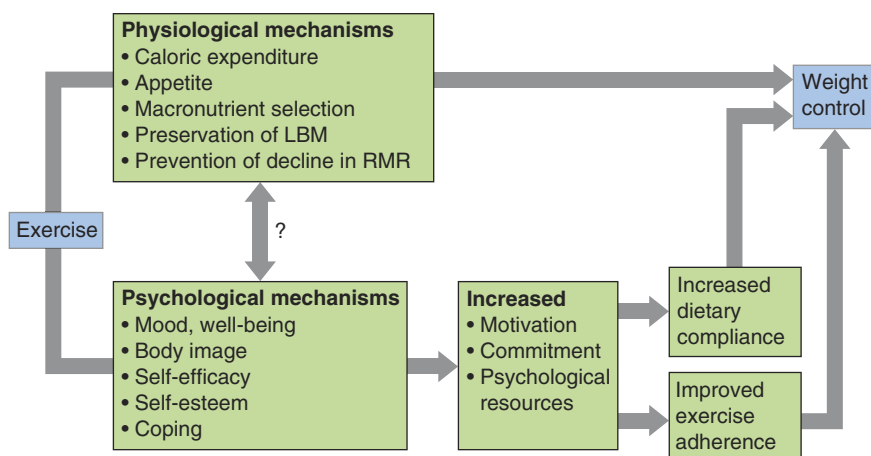 Physiological mechanisms
• Caloric expenditure
• Appetite
• Macronutrient selection
• Preservation of LBM
• Prevention of decline in RMR
Weight
control
Exercise
?
Psychological mechanisms
• Mood, well-being
• Body image
• Self-efficacy
• Self-esteem
• Coping
Increased
• Motivation
• Commitment
• Psychological
resources
Increased
dietary
compliance
Improved
exercise
adherence